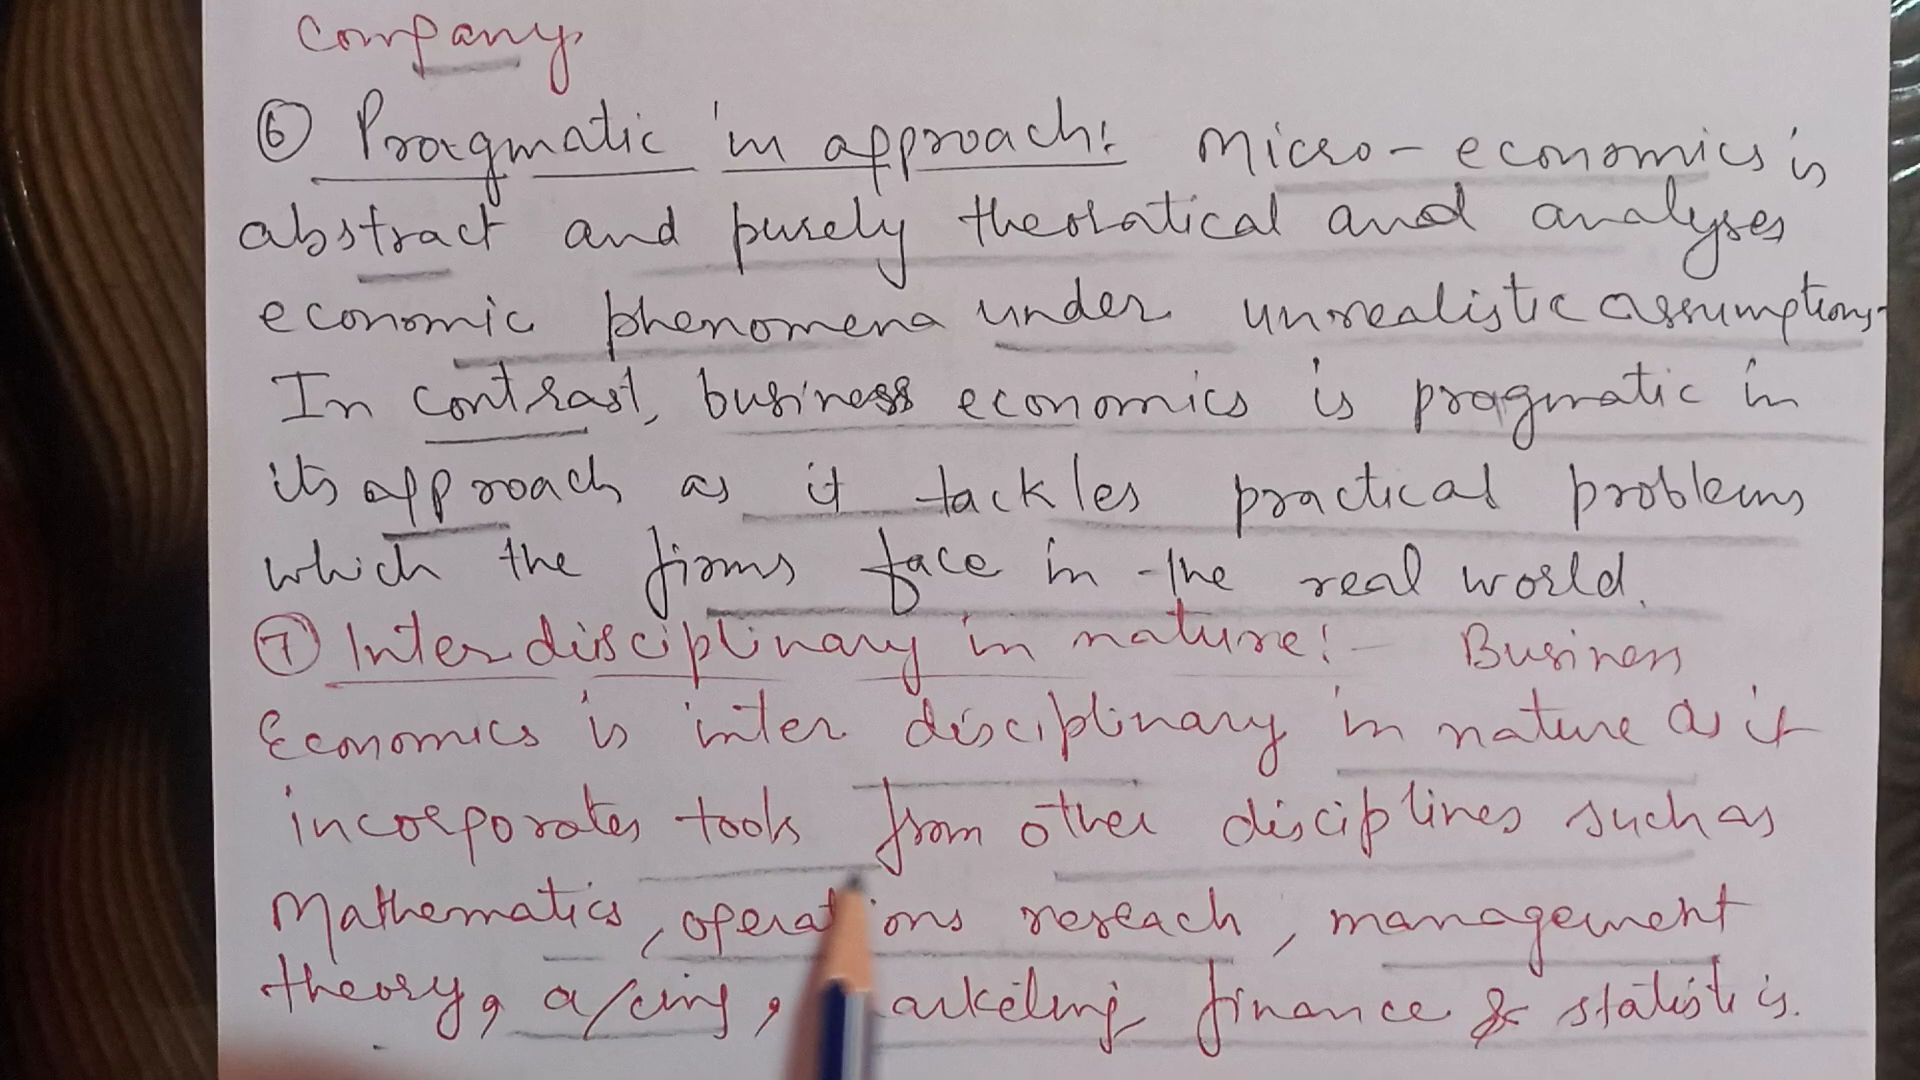 Company,
⑥ Pragmatic in approach: Micro-economics is
abstract and purely theoratical and analyses
economic phenomena under unrealistic assumptions.
In contrast, business economics is pragmatic in
its approach as it tackles practical problems
which the firms face in the real world.
⑦ Inter disciplinary in nature:- Business
Economics is inter disciplinary in nature as it
incorporates tools from other disciplines such as
Mathematics, operations reseach, management
theory, a/cing, arketing finance & statistics.